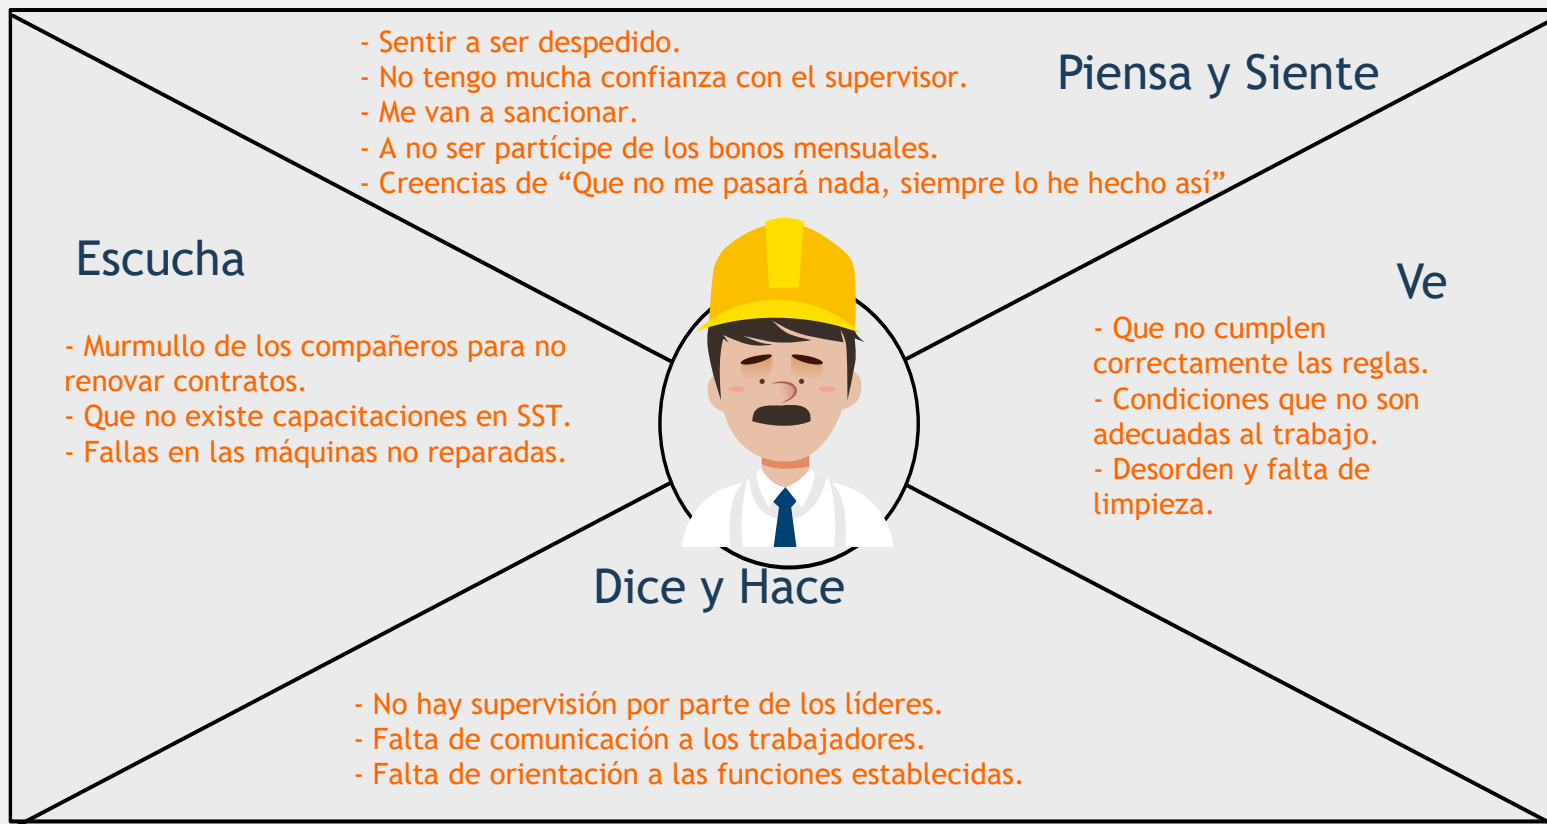 - Sentir a ser despedido.
- No tengo mucha confianza con el supervisor.
- Me van a sancionar.
- A no ser partícipe de los bonos mensuales.
- Creencias de “Que no me pasará nada, siempre lo he hecho así”
Piensa y Siente
Escucha
- Murmullo de los compañeros para no
renovar contratos.
- Que no existe capacitaciones en SST.
- Fallas en las máquinas no reparadas.
Ve
- Que no cumplen
correctamente las reglas.
- Condiciones que no son
adecuadas al trabajo.
- Desorden y falta de
limpieza.
Dice y Hace
- No hay supervisión por parte de los líderes.
- Falta de comunicación a los trabajadores.
- Falta de orientación a las funciones establecidas.